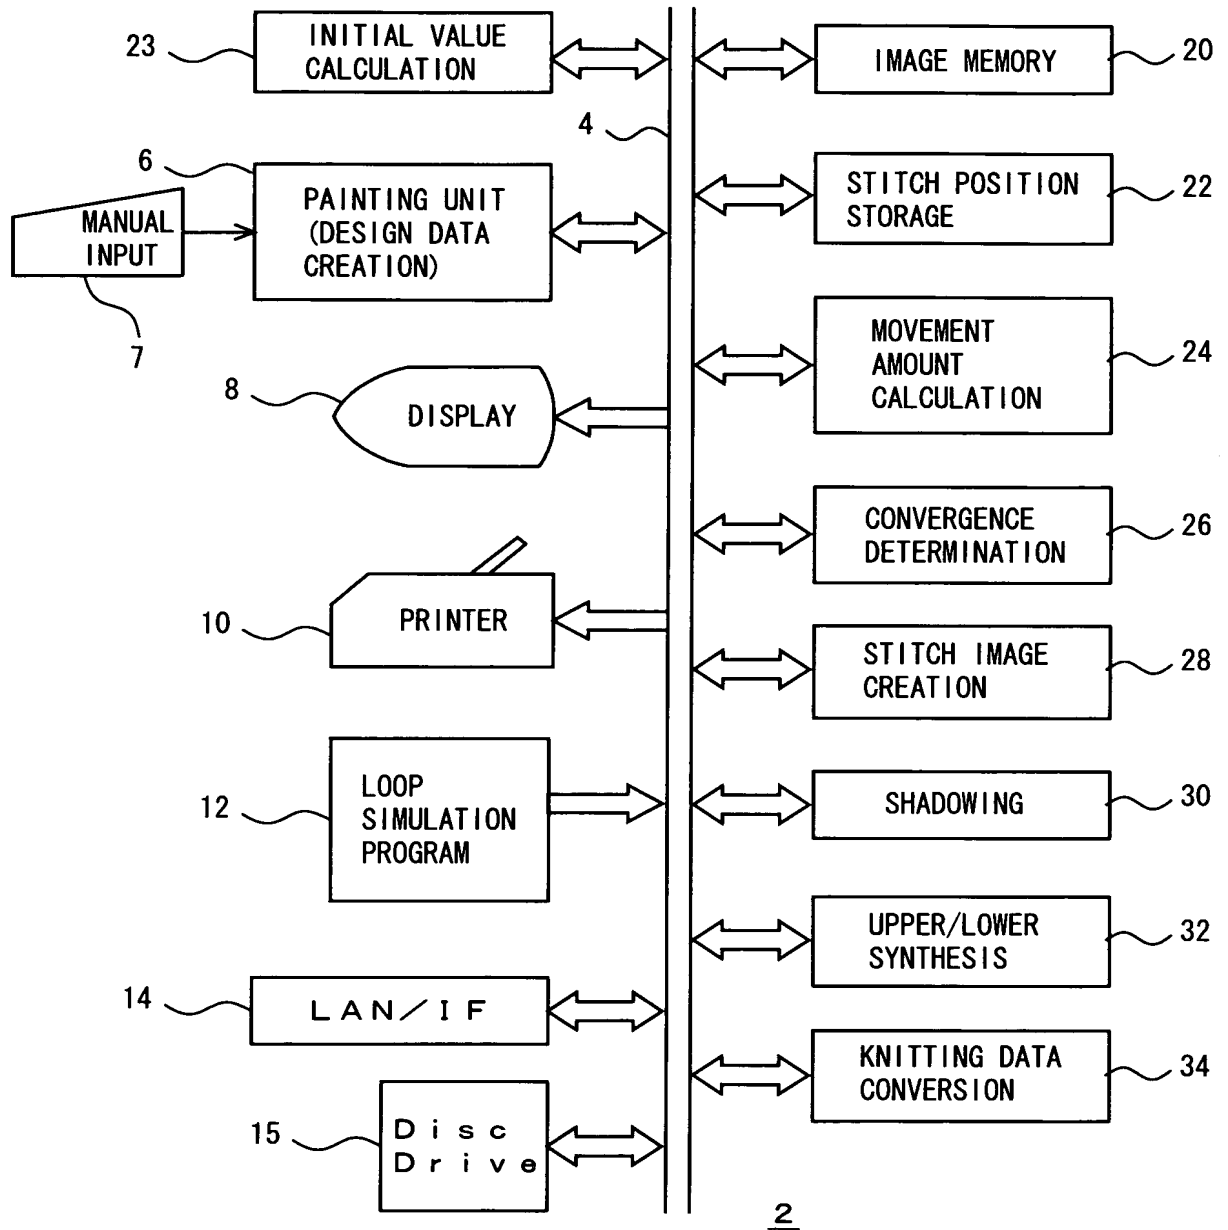 23
INITIAL VALUE
CALCULATION
IMAGE MEMORY
20
4
6
PAINTING UNIT
(DESIGN DATA
CREATION)
MANUAL
INPUT
7
STITCH POSITION
STORAGE
22
MOVEMENT
AMOUNT
CALCULATION
24
8
DISPLAY
CONVERGENCE
DETERMINATION
26
10
PRINTER
STITCH IMAGE
CREATION
28
12
LOOP
SIMULATION
PROGRAM
SHADOWING
30
UPPER/LOWER
SYNTHESIS
32
14
LAN/IF
KNITTING DATA
CONVERSION
34
15
Disc
Drive
2